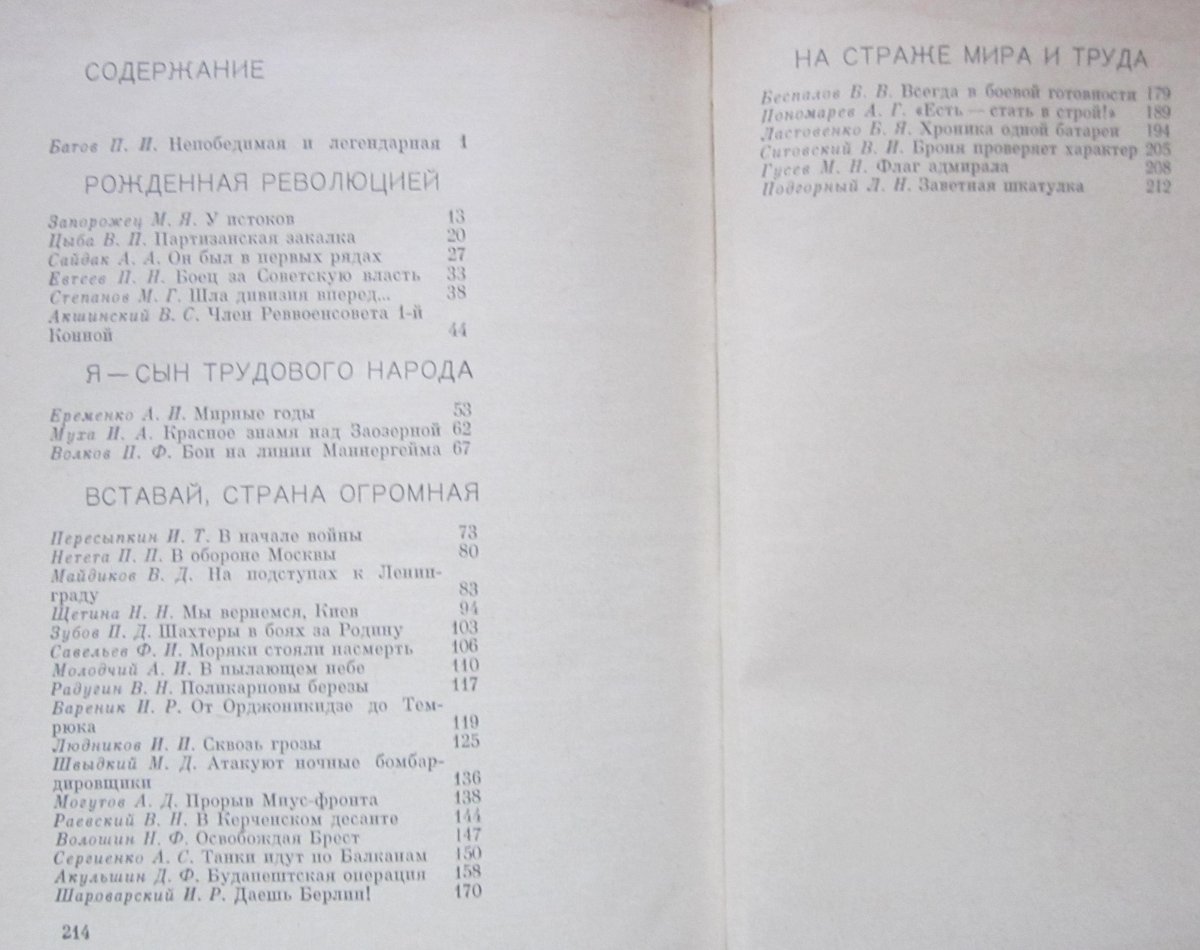 СОДЕРЖАНИЕ
Батов П. И. Непобедимая и легендарная 1
РОЖДЕННАЯ РЕВОЛЮЦИЕЙ
Запорожец М. Я. У истоков 13
Цыба В. П. Партизанская закалка 20
Сайдак А. А. Он был в первых рядах 27
Евтеев П. Н. Боец за Советскую власть 33
Степанов М. Г. Шла дивизия вперед... 38
Акшинский В. С. Член Реввоенсовета 1-й
Конной 44
Я — СЫН ТРУДОВОГО НАРОДА
Еременко А. И. Мирные годы 53
Муха И. А. Красное знамя над Заозерной 62
Волков П. Ф. Бои на линии Маннергейма 67
ВСТАВАЙ, СТРАНА ОГРОМНАЯ
Пересыпкин И. Т. В начале войны 73
Нетета П. П. В обороне Москвы 80
Майдиков В. Д. На подступах к Ленин-
граду 83
Щетина Н. Н. Мы вернемся, Киев 94
Зубов П. Д. Шахтеры в боях за Родину 103
Савельев Ф. И. Моряки стояли насмерть 106
Молодчий А. И. В пылающем небе 110
Радугин В. Н. Поликарповы березы 117
Вареник И. Р. От Орджоникидзе до Тем-
рюка 119
Людников И. И. Сквозь грозы 125
Швыдкий М. Д. Атакуют ночные бомбар-
дировщики 136
Могутов А. Д. Прорыв Миус-фронта 138
Раевский В. Н. В Керченском десанте 144
Волошин Н. Ф. Освобождая Брест 147
Сергиенко А. С. Танки идут по Балканам 150
Акульшин Д. Ф. Будапештская операция 158
Шароварский И. Р. Даешь Берлин! 170
214
НА СТРАЖЕ МИРА И ТРУДА
Беспалов Б. В. Всегда в боевой готовности 179
Пономарев А. Г. «Есть — стать в строй!» 189
Ластовенко Б. Я. Хроника одной батареи 194
Ситовский В. И. Броня проверяет характер 205
Гусев М. Н. Флаг адмирала 208
Подгорный Л. Н. Заветная шкатулка 212